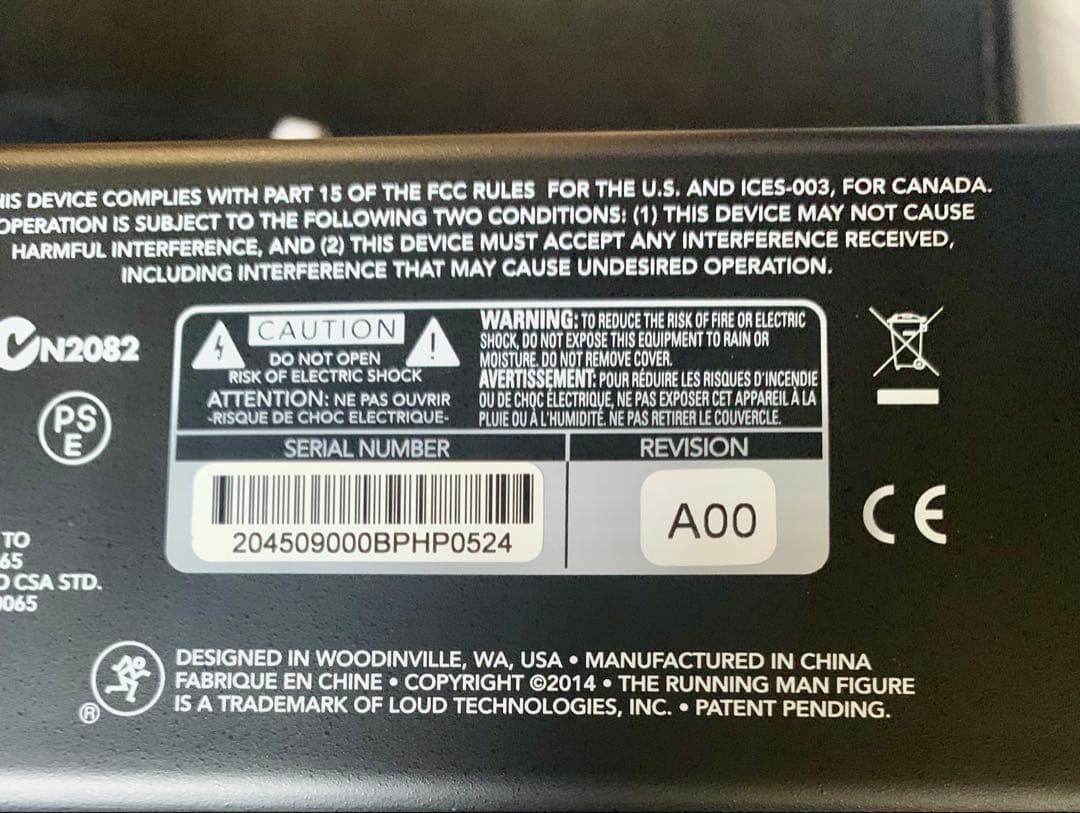 IS DEVICE COMPLIES WITH PART 15 OF THE FCC RULES FOR THE U.S. AND ICES-003, FOR CANADA.
OPERATION IS SUBJECT TO THE FOLLOWING TWO CONDITIONS: (1) THIS DEVICE MAY NOT CAUSE
HARMFUL INTERFERENCE, AND (2) THIS DEVICE MUST ACCEPT ANY INTERFERENCE RECEIVED,
INCLUDING INTERFERENCE THAT MAY CAUSE UNDESIRED OPERATION.
N2082
PS
E
CAUTION
DO NOT OPEN
RISK OF ELECTRIC SHOCK
ATTENTION: NE PAS OUVRIR
-RISQUE DE CHOC ELECTRIQUE-
WARNING: TO REDUCE THE RISK OF FIRE OR ELECTRIC
SHOCK, DO NOT EXPOSE THIS EQUIPMENT TO RAIN OR
MOISTURE. DO NOT REMOVE COVER.
AVERTISSEMENT: POUR RÉDUIRE LES RISQUES D'INCENDIE
OU DE CHOC ÉLECTRIQUE, NE PAS EXPOSER CET APPAREIL À LA
PLUIE OU À L'HUMIDITÉ. NE PAS RETIRER LE COUVERCLE.
SERIAL NUMBER
204509000BPHP0524
REVISION
A00
CE
TO
65
D CSA STD.
0065
DESIGNED IN WOODINVILLE, WA, USA • MANUFACTURED IN CHINA
FABRIQUE EN CHINE • COPYRIGHT ©2014 • THE RUNNING MAN FIGURE
IS A TRADEMARK OF LOUD TECHNOLOGIES, INC. • PATENT PENDING.
®